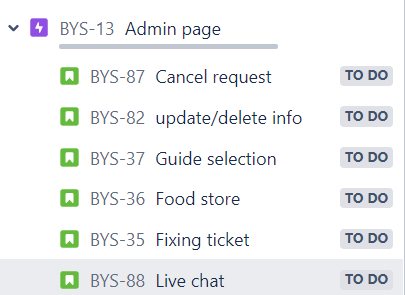 BYS-13 Admin page
BYS-87 Cancel request TO DO
BYS-82 update/delete info TO DO
BYS-37 Guide selection TO DO
BYS-36 Food store TO DO
BYS-35 Fixing ticket TO DO
BYS-88 Live chat TO DO